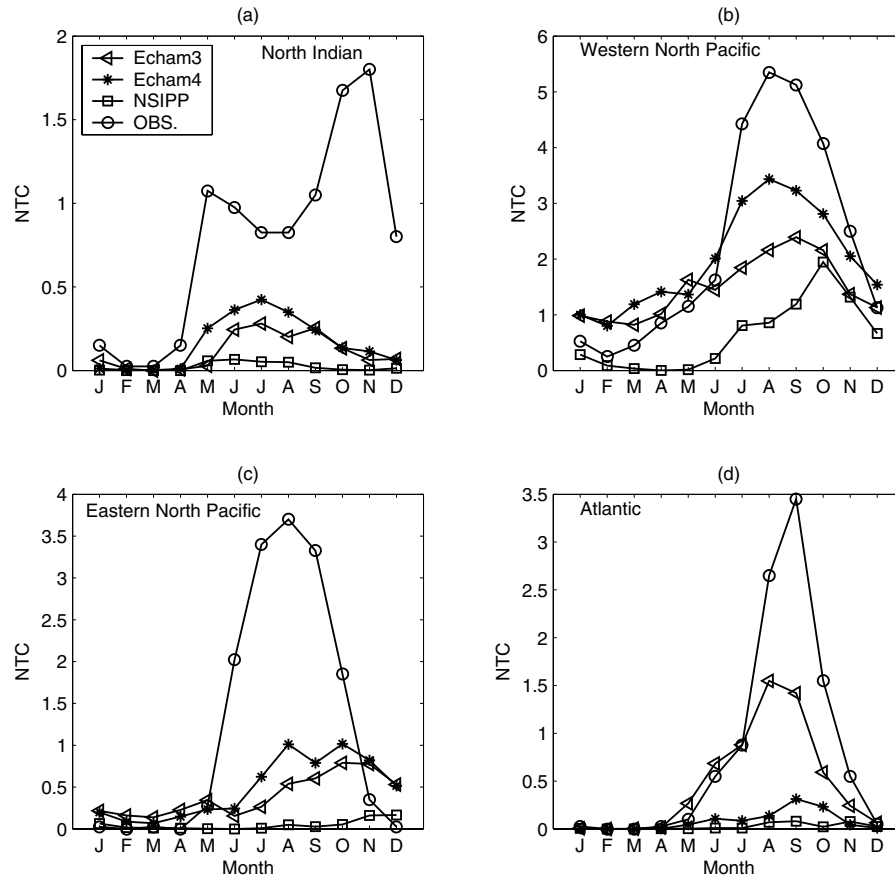 (a)
North Indian
Echam3
Echam4
NSIPP
OBS.
2
1.5
1
0.5
0
NTC
J F M A M J J A S O N D
Month
(b)
Western North Pacific
6
5
4
3
2
1
0
NTC
J F M A M J J A S O N D
Month
(c)
Eastern North Pacific
4
3.5
3
2.5
2
1.5
1
0.5
0
NTC
J F M A M J J A S O N D
Month
(d)
Atlantic
3.5
3
2.5
2
1.5
1
0.5
0
NTC
J F M A M J J A S O N D
Month